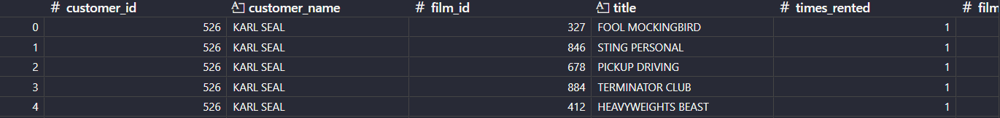 # customer_id A customer_name # film_id A title # times_rented # film
0 526 KARL SEAL 327 FOOL MOCKINGBIRD 1
1 526 KARL SEAL 846 STING PERSONAL 1
2 526 KARL SEAL 678 PICKUP DRIVING 1
3 526 KARL SEAL 884 TERMINATOR CLUB 1
4 526 KARL SEAL 412 HEAVYWEIGHTS BEAST 1